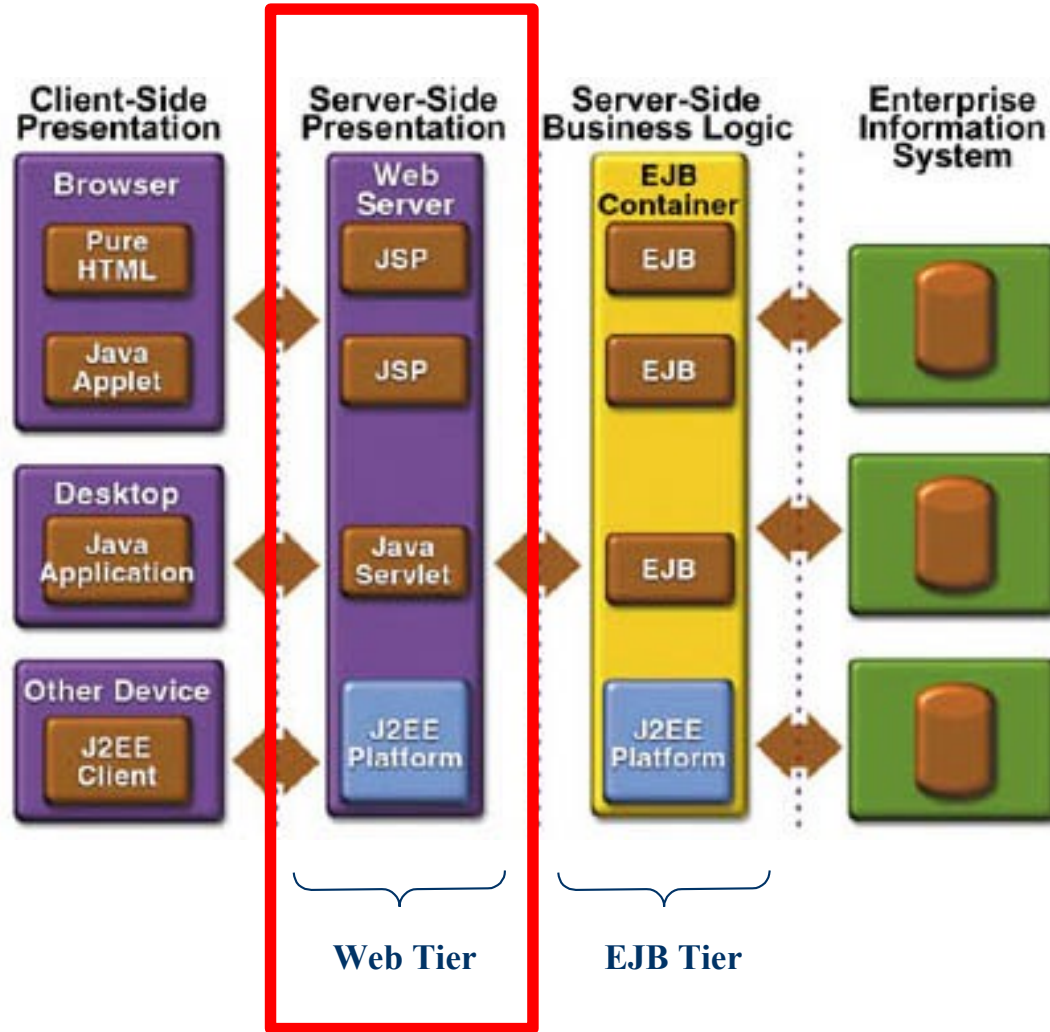 Client-Side
Presentation
Browser
Pure
HTML
Java
Applet
Desktop
Java
Application
Other Device
J2EE
Client
Server-Side
Presentation
Web
Server
JSP
JSP
Java
Servlet
J2EE
Platform
Web Tier
Server-Side
Business Logic
EJB
Container
EJB
EJB
EJB
J2EE
Platform
EJB Tier
Enterprise
Information
System